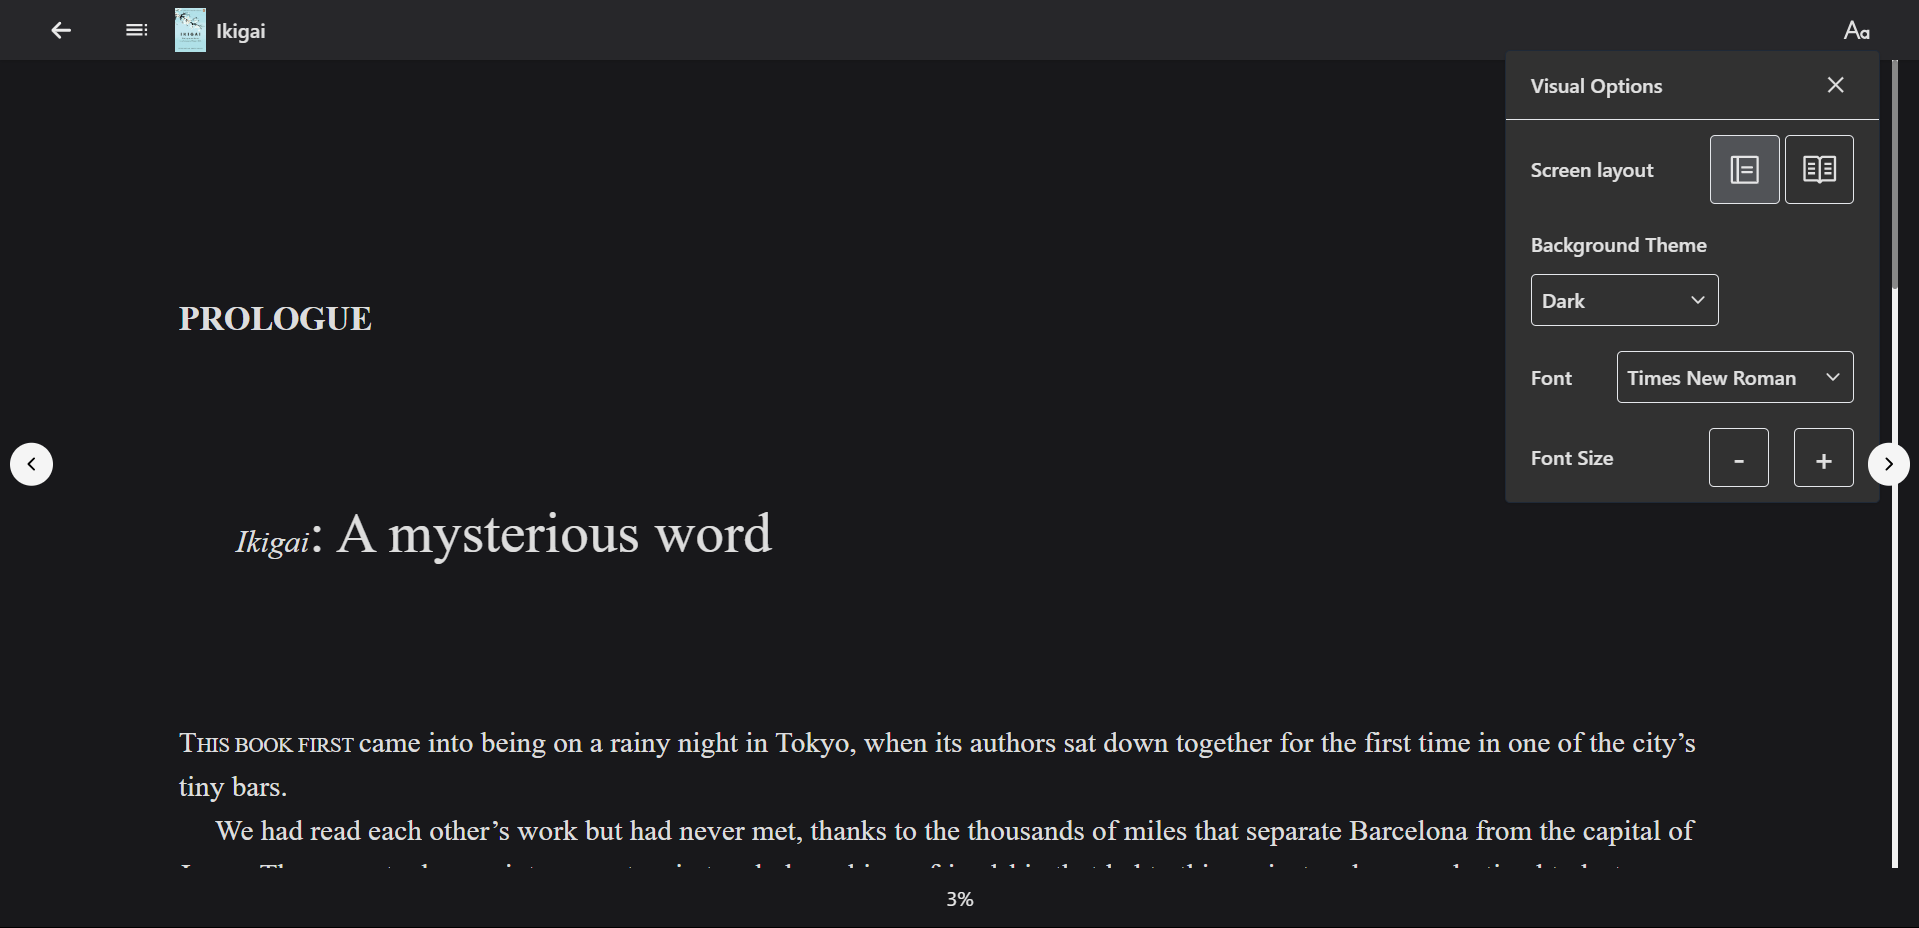 Ikigai
Aa
Visual Options
Screen layout
Background Theme
Dark
Font
Times New Roman
Font Size
-
+
PROLOGUE
Ikigai: A mysterious word
THIS BOOK FIRST came into being on a rainy night in Tokyo, when its authors sat down together for the first time in one of the city’s
tiny bars.
We had read each other’s work but had never met, thanks to the thousands of miles that separate Barcelona from the capital of
3%